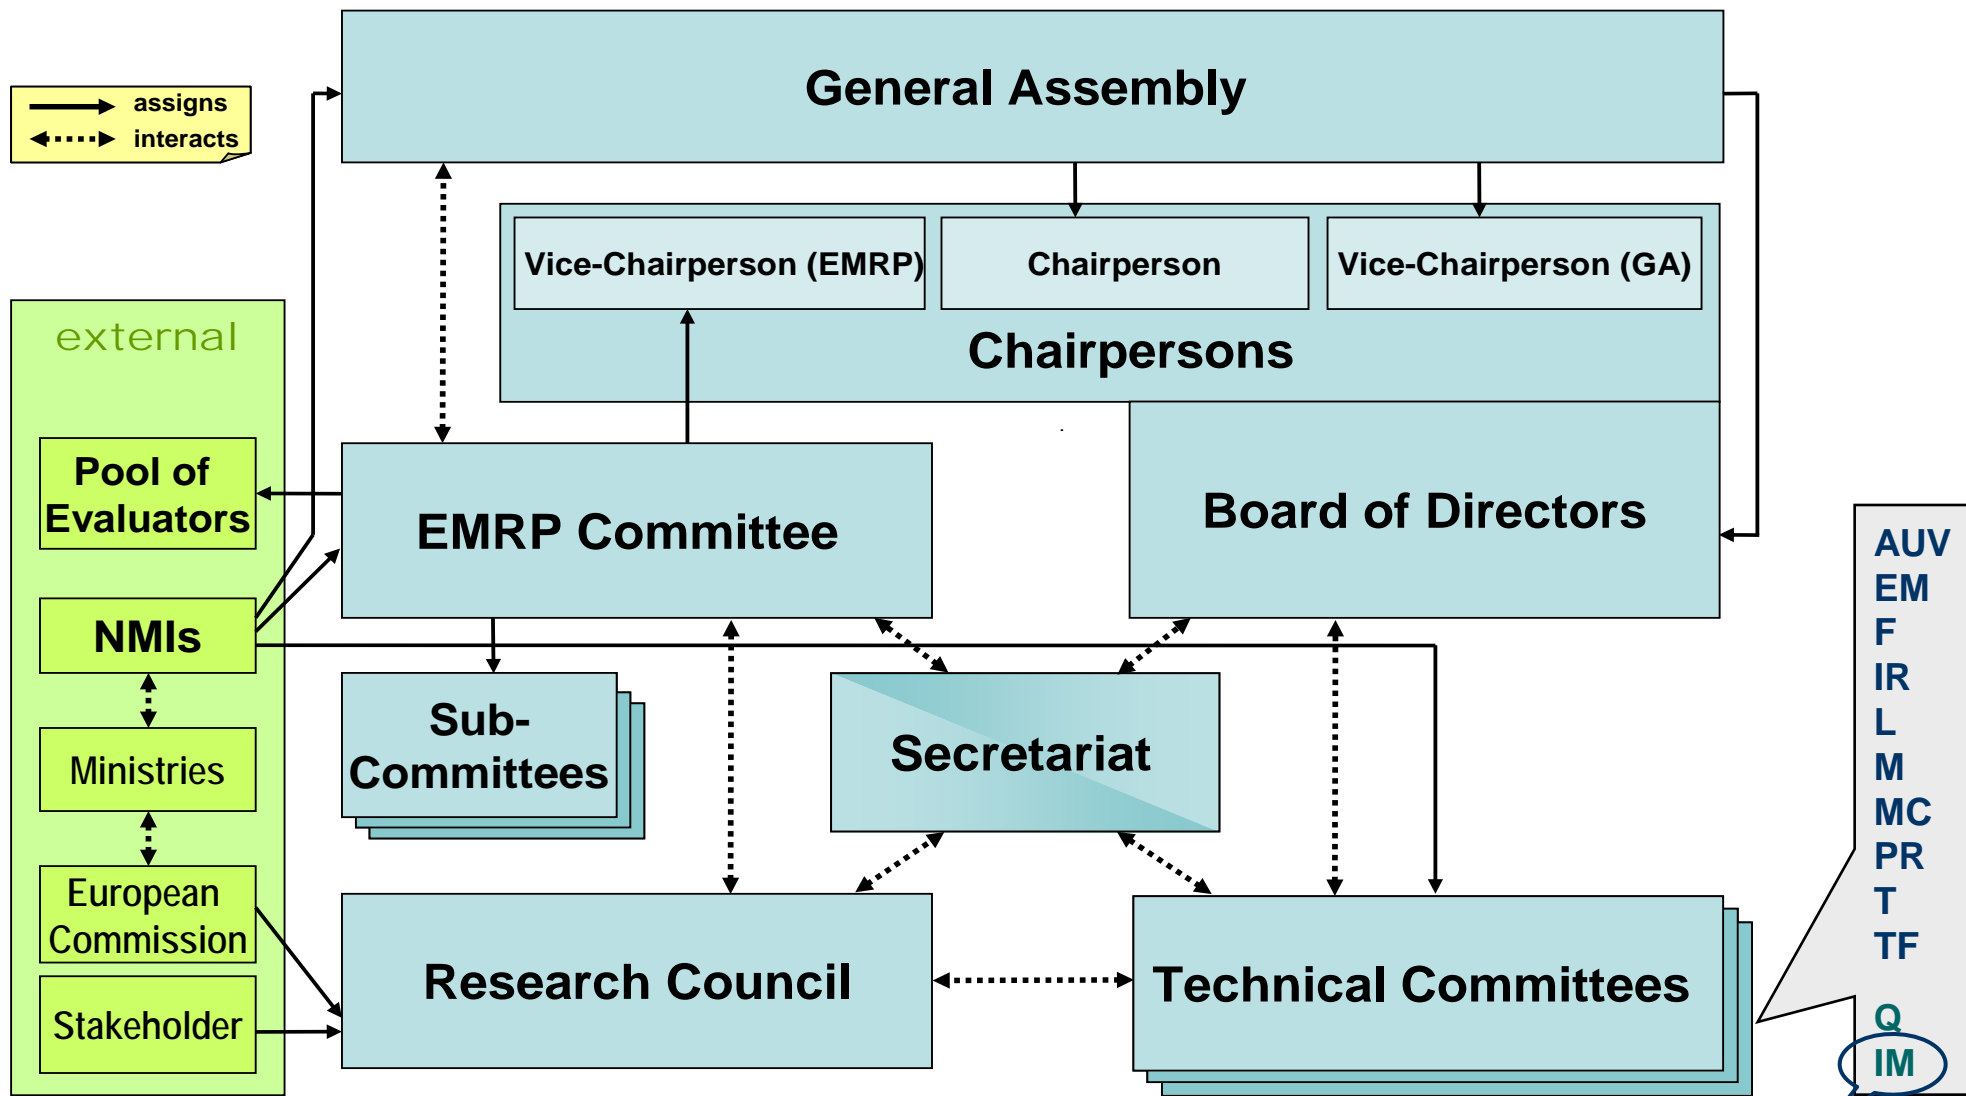 General Assembly
assigns
interacts
Vice-Chairperson (EMRP)
Chairperson
Vice-Chairperson (GA)
Chairpersons
external
Pool of
Evaluators
NMIs
Ministries
European
Commission
Stakeholder
EMRP Committee
Board of Directors
Sub-
Committees
Secretariat
Research Council
Technical Committees
AUV
EM
F
IR
L
M
MC
PR
T
TF
Q
IM